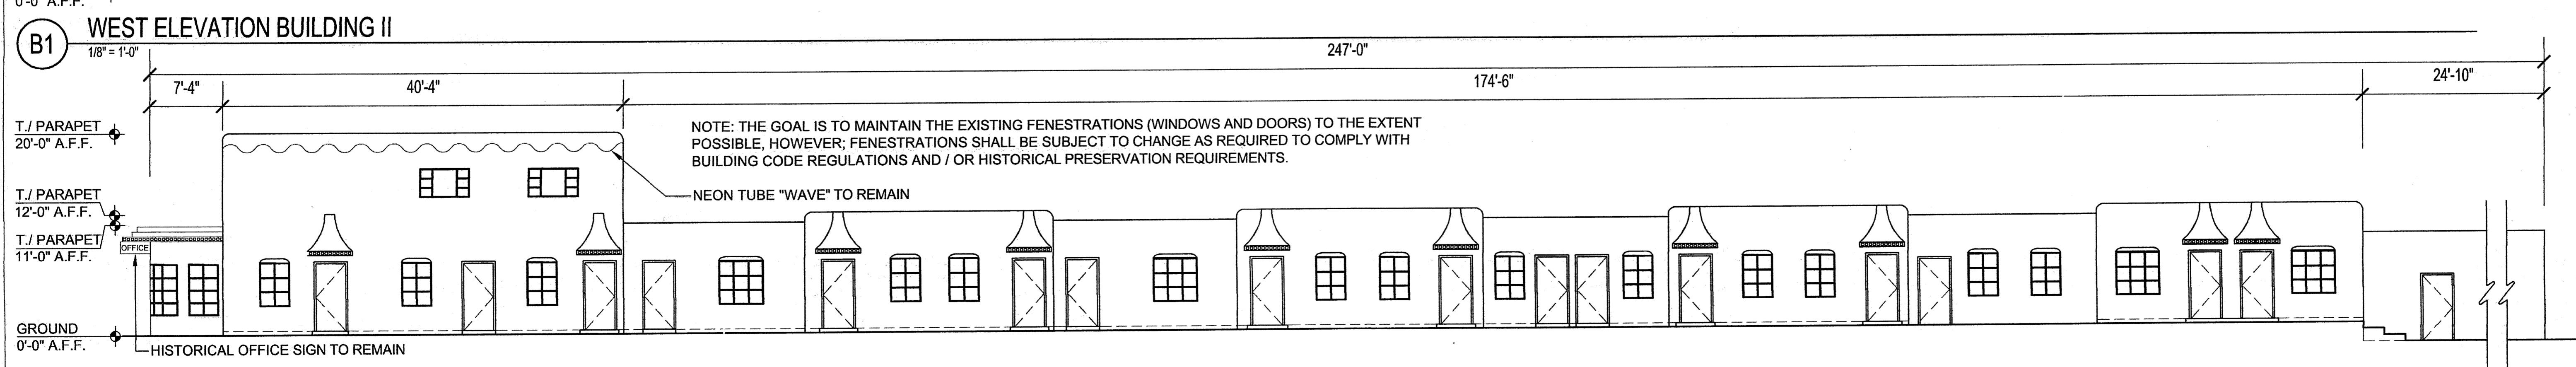 0'-0" A.F.F.
B1
WEST ELEVATION BUILDING II
1/8" = 1'-0"
247'-0"
7'-4"
40'-4"
174'-6"
24'-10"
T./ PARAPET
20'-0" A.F.F.
NOTE: THE GOAL IS TO MAINTAIN THE EXISTING FENESTRATIONS (WINDOWS AND DOORS) TO THE EXTENT
POSSIBLE, HOWEVER; FENESTRATIONS SHALL BE SUBJECT TO CHANGE AS REQUIRED TO COMPLY WITH
BUILDING CODE REGULATIONS AND / OR HISTORICAL PRESERVATION REQUIREMENTS.
NEON TUBE "WAVE" TO REMAIN
T./ PARAPET
12'-0" A.F.F.
T./ PARAPET
11'-0" A.F.F.
OFFICE
GROUND
0'-0" A.F.F.
HISTORICAL OFFICE SIGN TO REMAIN